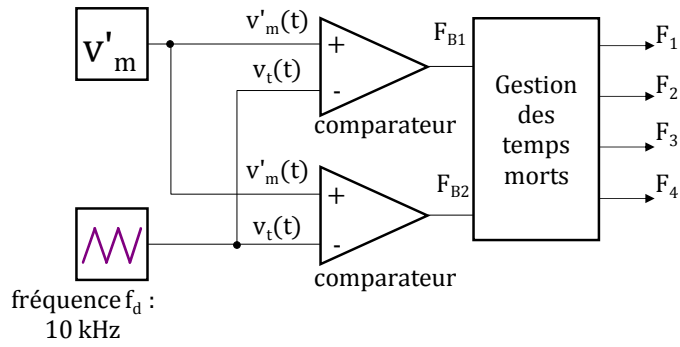 v'm
v'm(t)
+
vt(t)
-
comparateur
FB1
v'm(t)
+
vt(t)
-
comparateur
FB2
Gestion
des
temps
morts
F1
F2
F3
F4
fréquence fd :
10 kHz